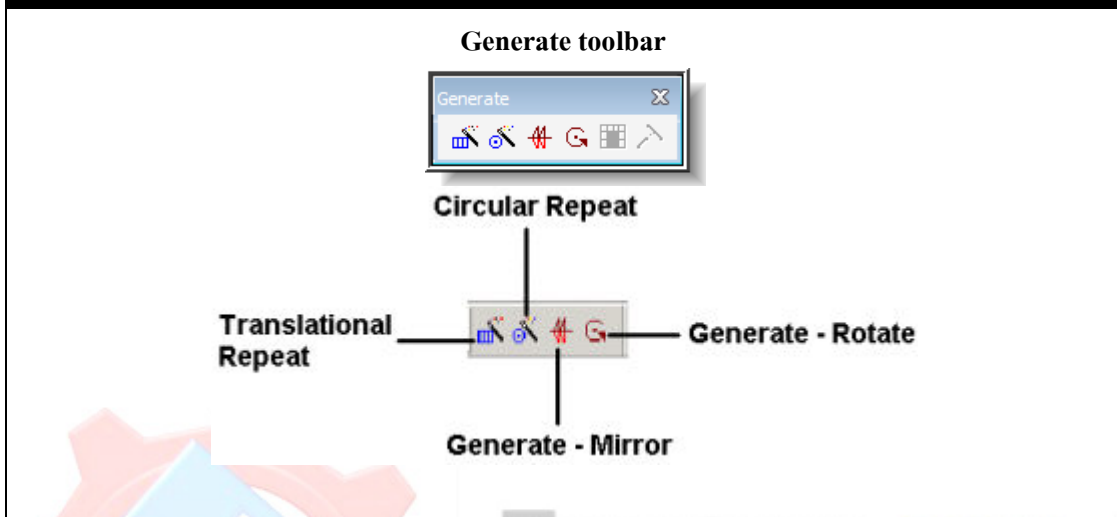 Generate toolbar
Generate
Circular Repeat
Translational
Repeat
Generate - Rotate
Generate - Mirror